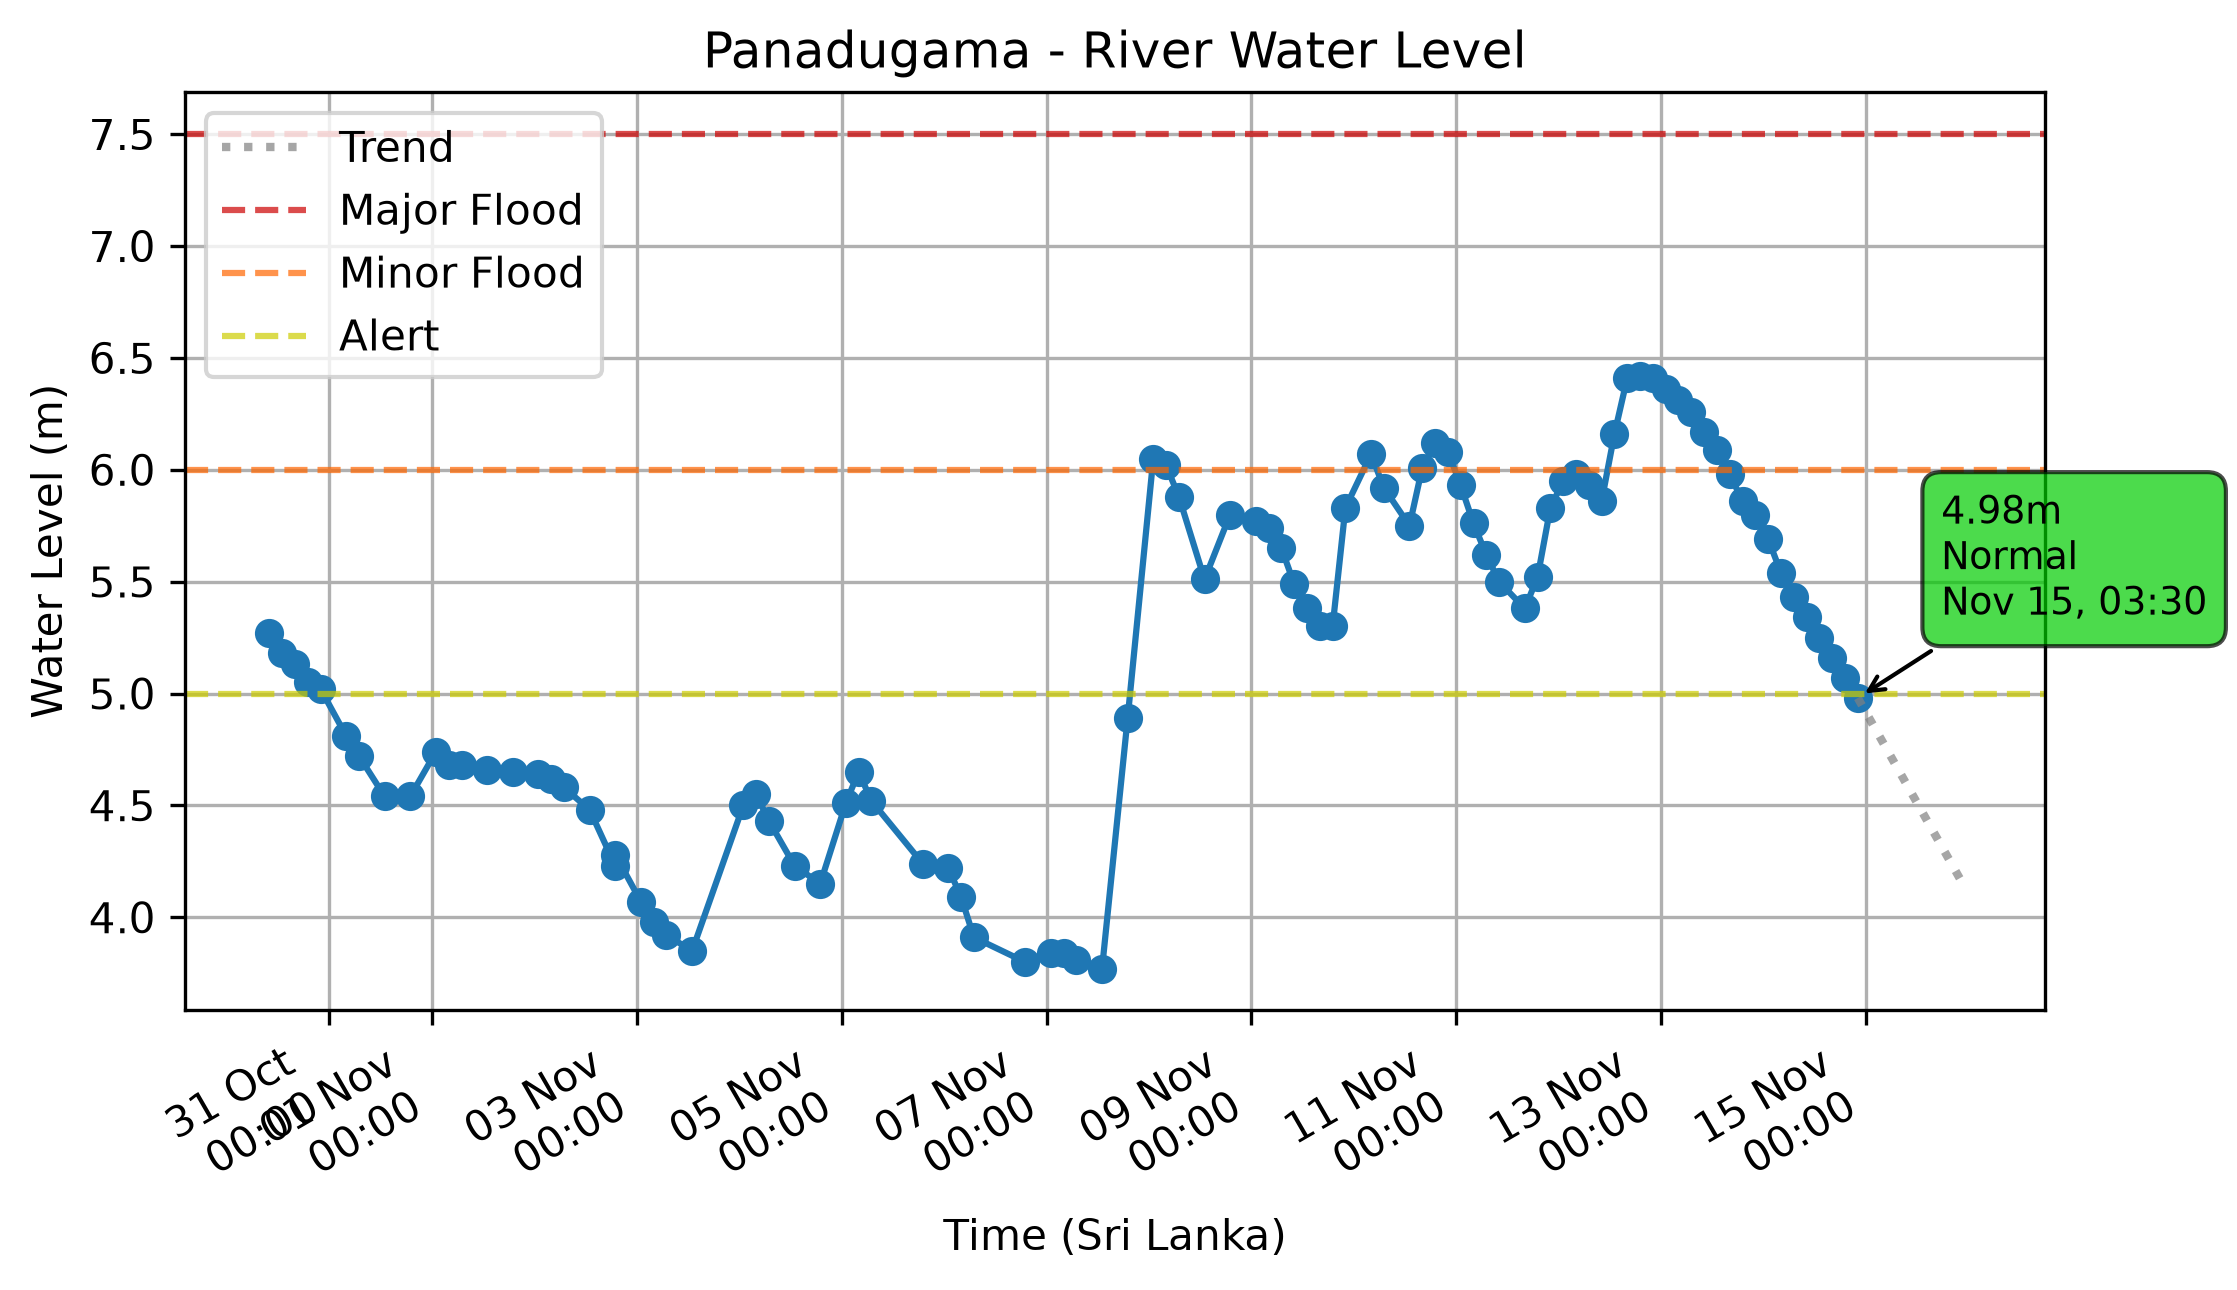 Panadugama - River Water Level
Water Level (m)
7.5
7.0
6.5
6.0
5.5
5.0
4.5
4.0
Trend
Major Flood
Minor Flood
Alert
4.98m
Normal
Nov 15, 03:30
31 Oct
00:00
01 Nov
00:00
03 Nov
00:00
05 Nov
00:00
07 Nov
00:00
09 Nov
00:00
11 Nov
00:00
13 Nov
00:00
15 Nov
00:00
Time (Sri Lanka)